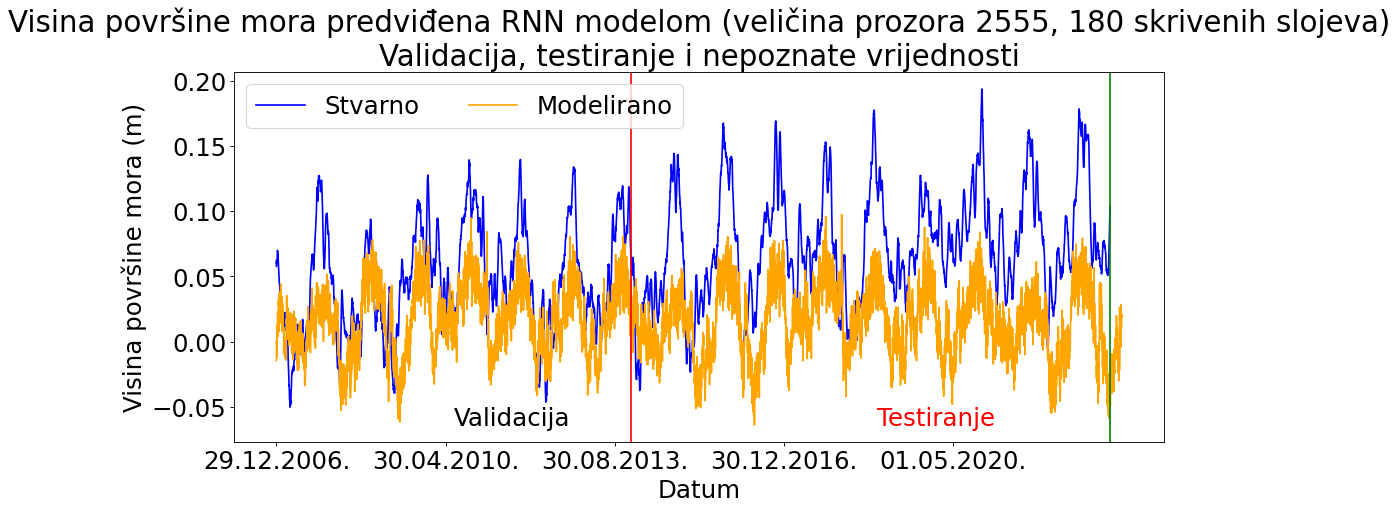 Visina površine mora predviđena RNN modelom (veličina prozora 2555, 180 skrivenih slojeva)
Validacija, testiranje i nepoznate vrijednosti
Stvarno
Modelirano
Visina površine mora (m)
0.20
0.15
0.10
0.05
0.00
−0.05
Validacija
Testiranje
29.12.2006.
30.04.2010.
30.08.2013.
30.12.2016.
01.05.2020.
Datum